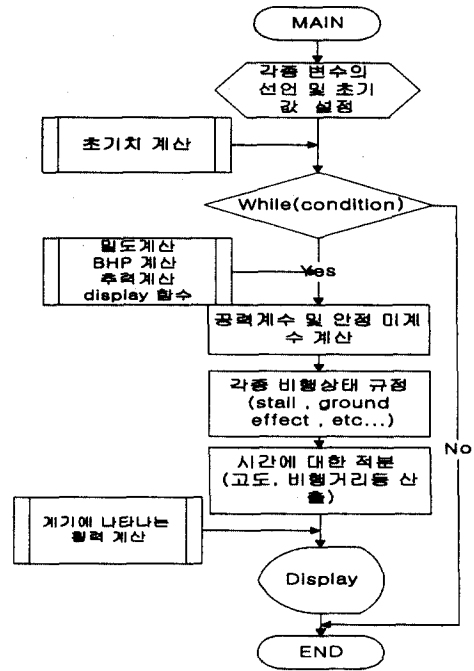 MAIN
각종 변수의
선언 및 초기
값 설정
초기치 계산
While(condition)
밀도계산
BHP 계산
추력계산
display 함수
Yes
공력계수 및 안정 미계
수 계산
각종 비행상태 규정
(stall , ground
effect , etc...)
No
시간에 대한 적분
(고도, 비행거리등 산
출)
계기에 나타나는
계산
Display
END